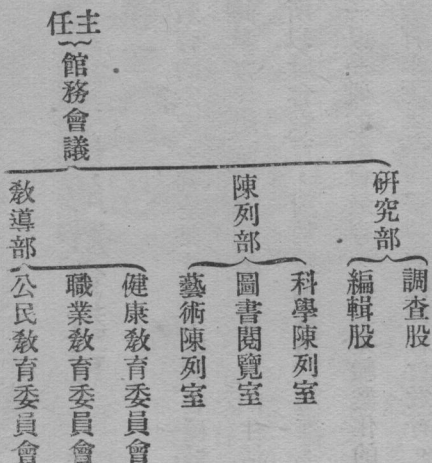 主任
館務會議
研究部
調查股
編輯股
陳列部
科學陳列室
圖書閱覽室
藝術陳列室
教導部
健康教育委員會
職業教育委員會
公民教育委員會